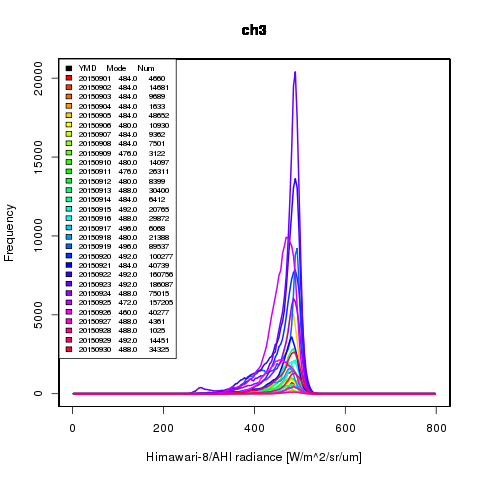 ch3
Frequency
20000
15000
10000
5000
0
YMD Mode Num
20150901 484.0 4660
20150902 484.0 14681
20150903 484.0 9689
20150904 484.0 1633
20150905 484.0 48652
20150906 480.0 10930
20150907 484.0 9362
20150908 484.0 7501
20150909 476.0 3122
20150910 480.0 14097
20150911 476.0 26311
20150912 480.0 8399
20150913 488.0 30400
20150914 484.0 6412
20150915 492.0 20765
20150916 488.0 29872
20150917 496.0 6068
20150918 480.0 21388
20150919 496.0 89537
20150920 492.0 100277
20150921 484.0 40739
20150922 492.0 160756
20150923 492.0 186087
20150924 488.0 75015
20150925 472.0 157205
20150926 460.0 40277
20150927 488.0 4361
20150928 488.0 1025
20150929 492.0 14451
20150930 488.0 34325
0 200 400 600 800
Himawari-8/AHI radiance [W/m^2/sr/um]